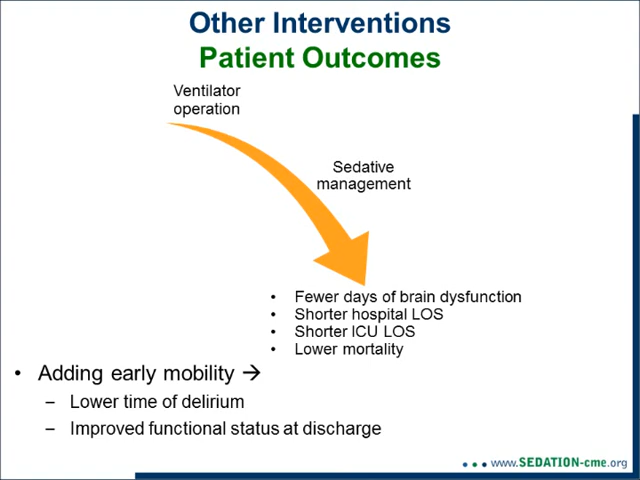 Other Interventions
Patient Outcomes
Ventilator
operation
Sedative
management
• Fewer days of brain dysfunction
• Shorter hospital LOS
• Shorter ICU LOS
• Lower mortality
• Adding early mobility →
– Lower time of delirium
– Improved functional status at discharge
www.SEDATION-cme.org